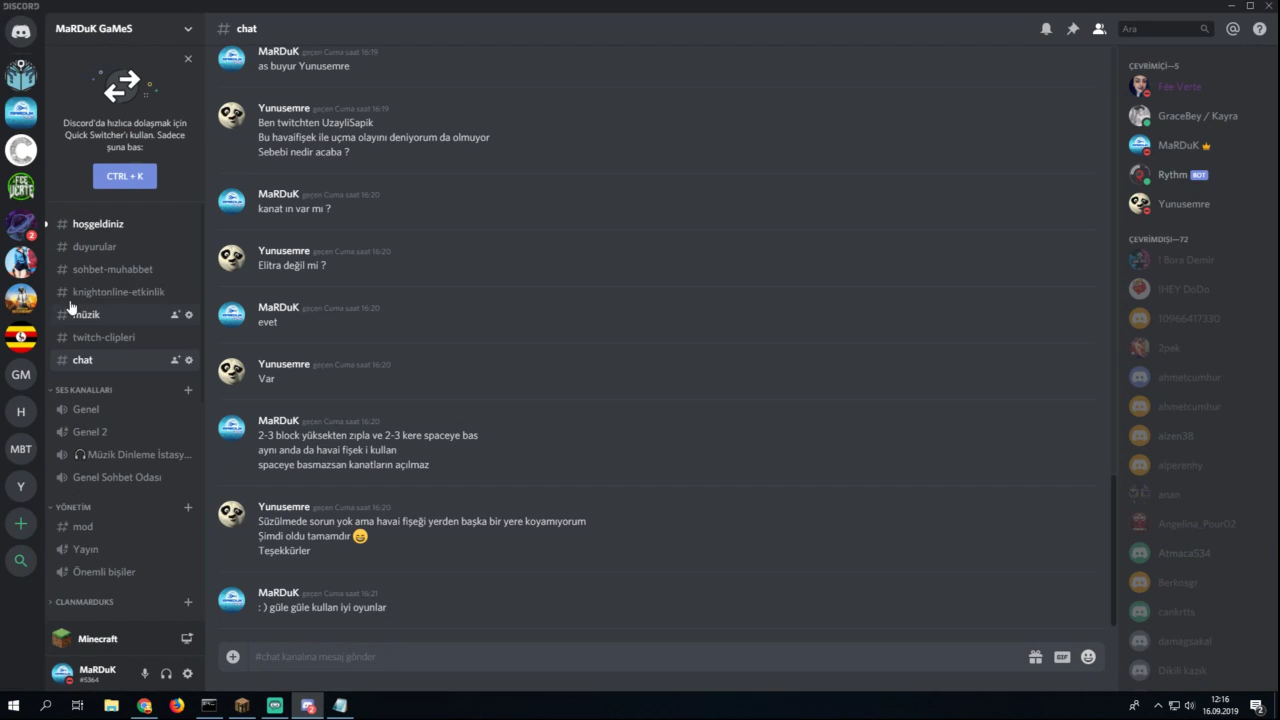 DISCORD
MaRDuK GaMeS
Discord'da hızlıca dolaşmak için
Quick Switcher'ı kullan. Sadece
şuna bas:
CTRL + K
hoşgeldiniz
duyurular
sohbet-muhabbet
knightonline-etkinlik
müzik
twitch-clipleri
chat
SES KANALLARI
Genel
Genel 2
Müzik Dinleme İstasy...
Genel Sohbet Odası
YÖNETİM
mod
Yayın
Önemli bişiler
CLANMARDUKS
Minecraft
MaRDuK
#5364
2
GM
H
MBT
Y
# chat
Ara
MaRDuK geçen Cuma saat 16:19
as buyur Yunusemre
Yunusemre geçen Cuma saat 16:19
Ben twitchten UzayliSapik
Bu havaifişek ile uçma olayını deniyorum da olmuyor
Sebebi nedir acaba ?
MaRDuK geçen Cuma saat 16:20
kanat ın var mı ?
Yunusemre geçen Cuma saat 16:20
Elitra değil mi ?
MaRDuK geçen Cuma saat 16:20
evet
Yunusemre geçen Cuma saat 16:20
Var
MaRDuK geçen Cuma saat 16:20
2-3 block yüksekten zıpla ve 2-3 kere spaceye bas
aynı anda da havai fişek i kullan
spaceye basmazsan kanatların açılmaz
Yunusemre geçen Cuma saat 16:20
Süzülmede sorun yok ama havai fişeği yerden başka bir yere koyamıyorum
Şimdi oldu tamamdır
Teşekkürler
MaRDuK geçen Cuma saat 16:21
: ) güle güle kullan iyi oyunlar
#chat kanalına mesaj gönder
GIF
ÇEVRİMİÇİ—5
Fée Verte
GraceBey / Kayra
MaRDuK
Rythm BOT
Yunusemre
ÇEVRİMDIŞI—72
! Bora Demir
!HEY DoDo
10966417330
2pek
ahmetcumhur
ahmetcumhur
aizen38
alperenhy
anan
Angelina_Pour02
Atmaca534
Berkosgr
cankrtts
damagsakal
Dikili kazık
12:16
16.09.2019
2